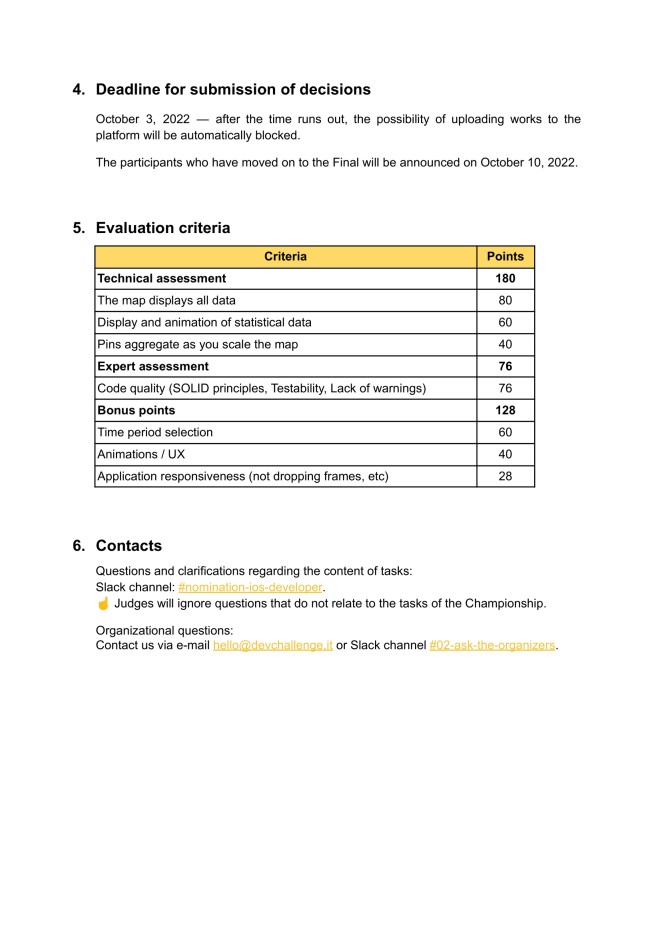 4. Deadline for submission of decisions
October 3, 2022 — after the time runs out, the possibility of uploading works to the
platform will be automatically blocked.
The participants who have moved on to the Final will be announced on October 10, 2022.
5. Evaluation criteria
Criteria Points
Technical assessment 180
The map displays all data 80
Display and animation of statistical data 60
Pins aggregate as you scale the map 40
Expert assessment 76
Code quality (SOLID principles, Testability, Lack of warnings) 76
Bonus points 128
Time period selection 60
Animations / UX 40
Application responsiveness (not dropping frames, etc) 28
6. Contacts
Questions and clarifications regarding the content of tasks:
Slack channel: #nomination-ios-developer.
☝ Judges will ignore questions that do not relate to the tasks of the Championship.
Organizational questions:
Contact us via e-mail hello@devchallenge.it or Slack channel #02-ask-the-organizers.